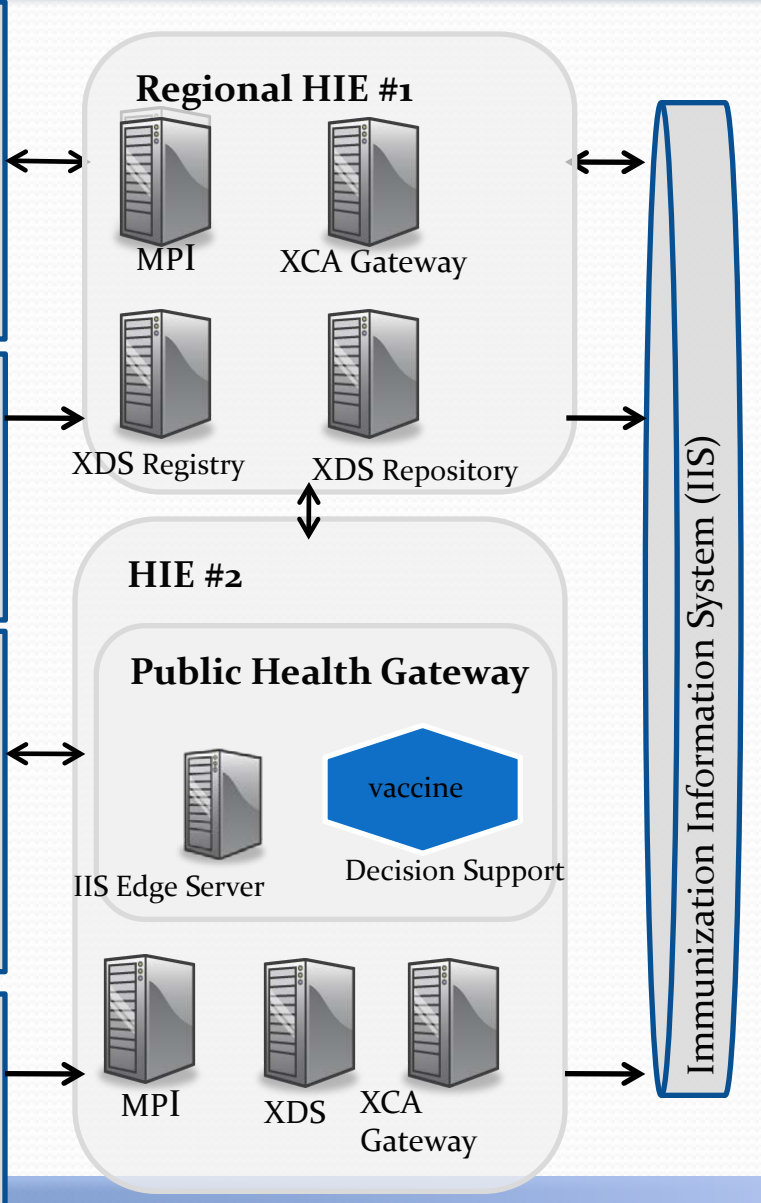 Regional HIE #1
MPI
XCA Gateway
XDS Registry
XDS Repository
HIE #2
Public Health Gateway
vaccine
IIS Edge Server
Decision Support
MPI
XDS
XCA
Gateway
Immunization Information System (IIS)